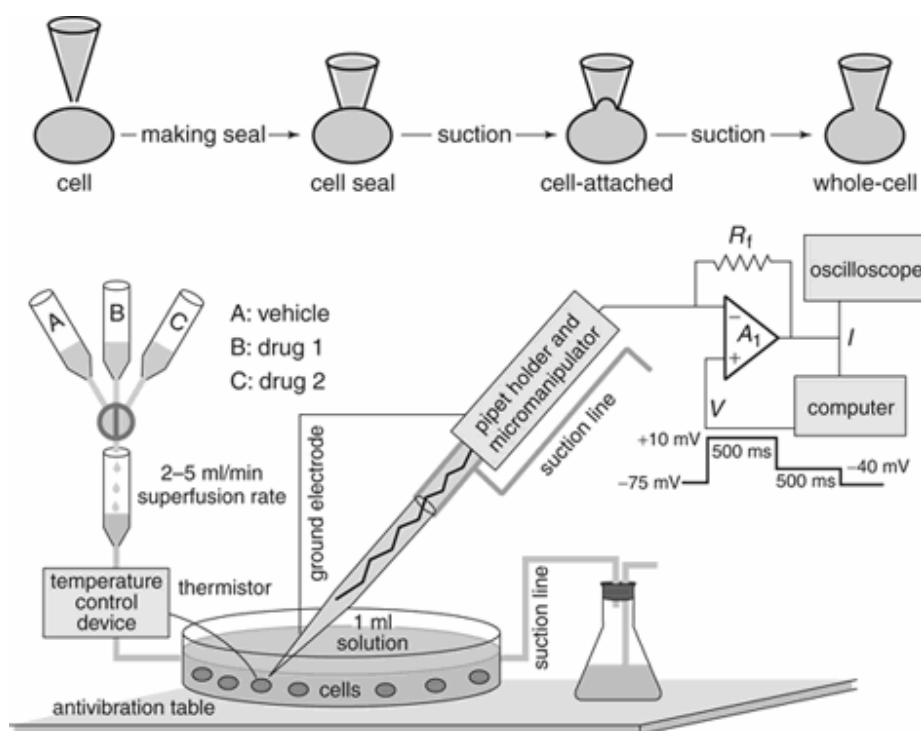 making seal
suction
suction
cell
cell seal
cell-attached
whole-cell
A
B
C
A: vehicle
B: drug 1
C: drug 2
2–5 ml/min
superfusion rate
temperature
control
device
thermistor
ground electrode
pipet holder and
micromanipulator
suction line
Rf
A1
−
+
I
V
oscilloscope
computer
+10 mV
500 ms
−75 mV
500 ms
−40 mV
1 ml
solution
cells
suction line
antivibration table